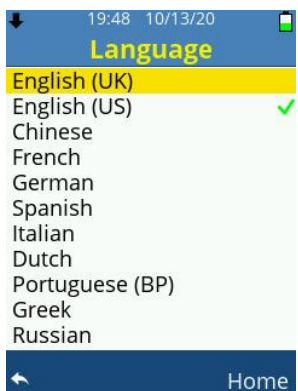 19:48 10/13/20
Language
English (UK)
English (US)
Chinese
French
German
Spanish
Italian
Dutch
Portuguese (BP)
Greek
Russian
Home